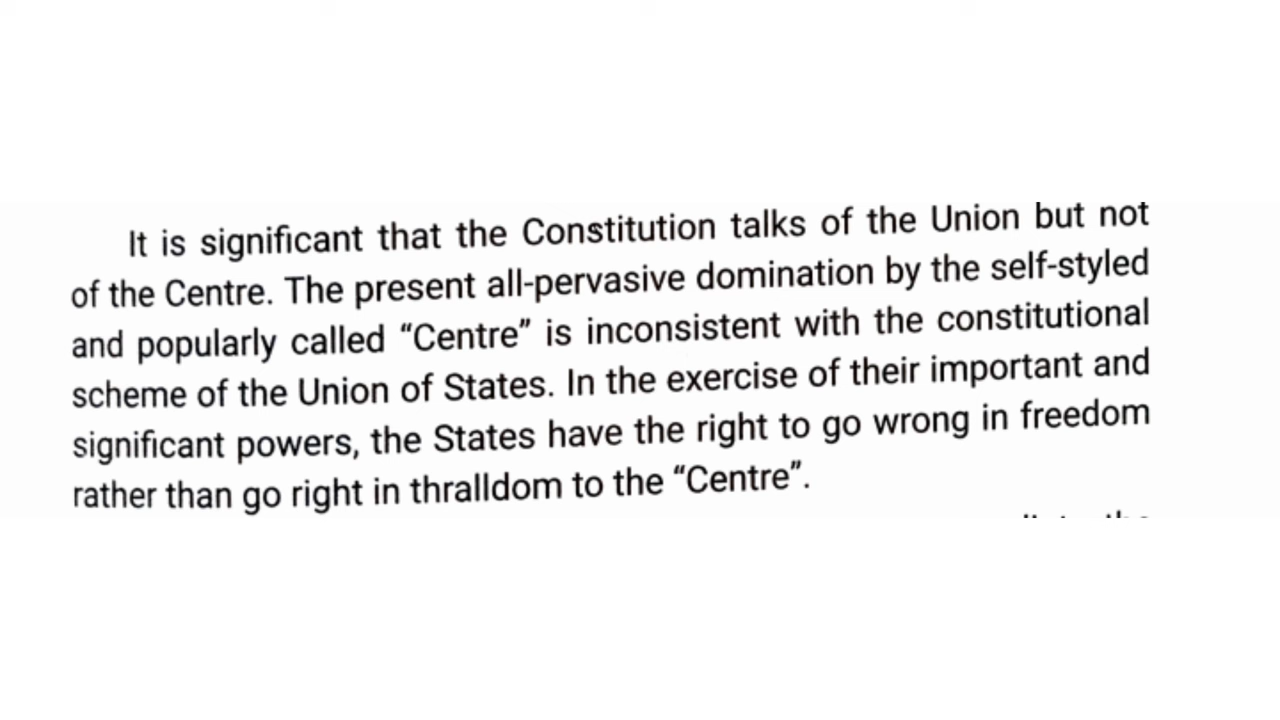 It is significant that the Constitution talks of the Union but not
of the Centre. The present all-pervasive domination by the self-styled
and popularly called “Centre” is inconsistent with the constitutional
scheme of the Union of States. In the exercise of their important and
significant powers, the States have the right to go wrong in freedom
rather than go right in thralldom to the “Centre”.